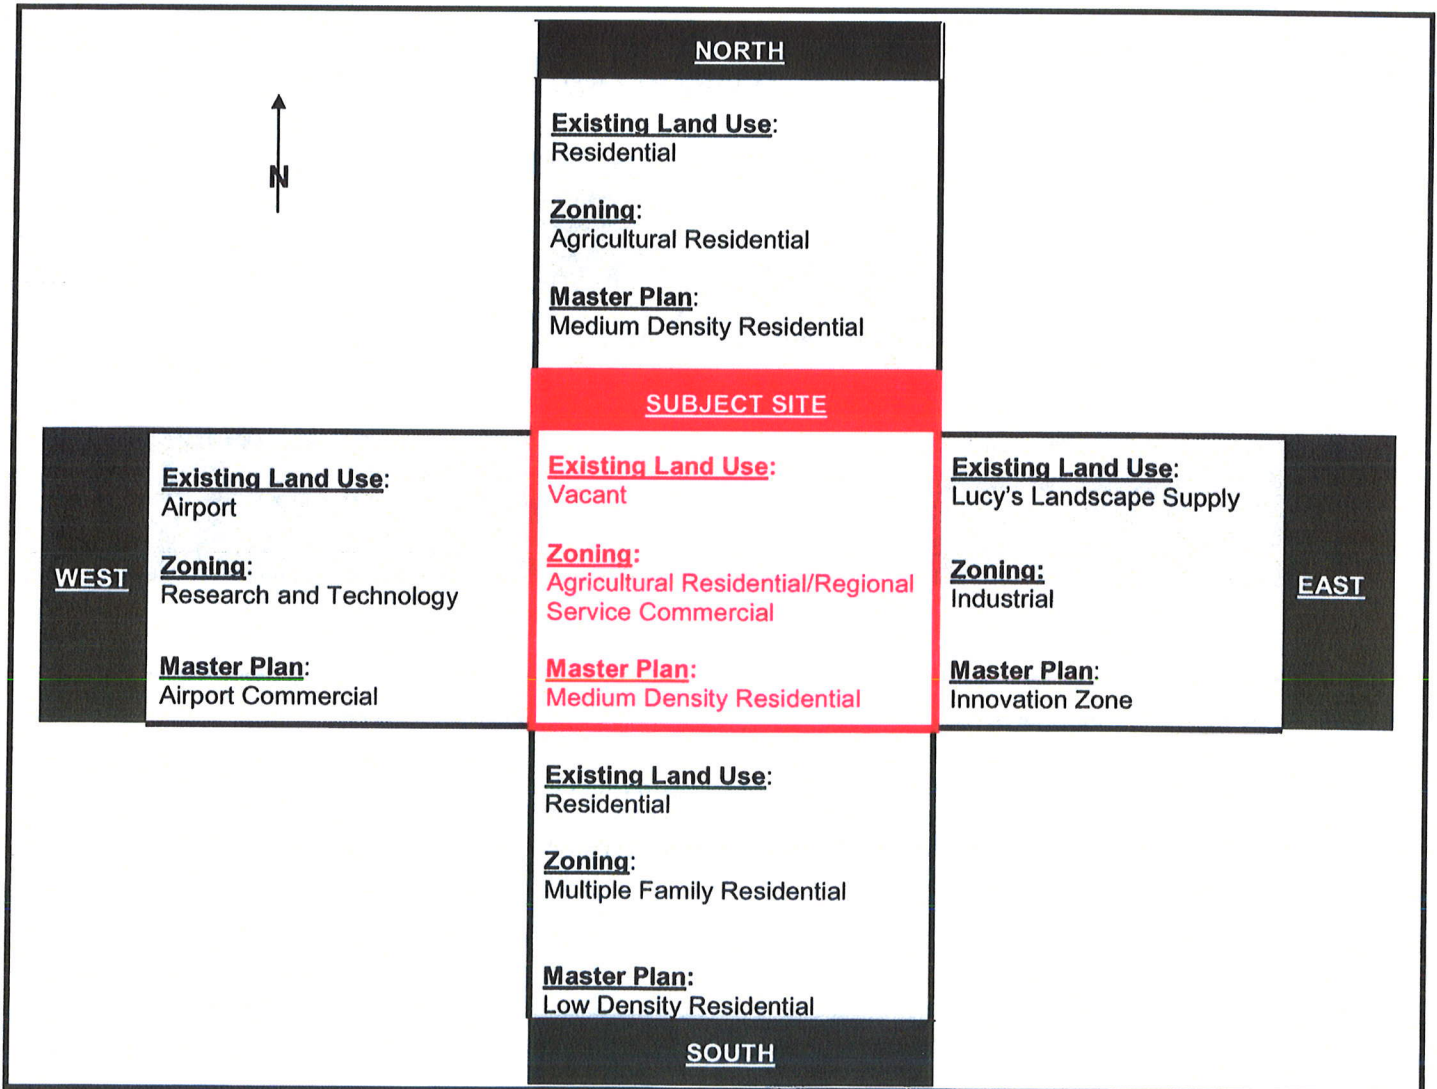 NORTH
N
Existing Land Use:
Residential
Zoning:
Agricultural Residential
Master Plan:
Medium Density Residential
WEST
Existing Land Use:
Airport
Zoning:
Research and Technology
Master Plan:
Airport Commercial
SUBJECT SITE
Existing Land Use:
Vacant
Zoning:
Agricultural Residential/Regional
Service Commercial
Master Plan:
Medium Density Residential
Existing Land Use:
Lucy's Landscape Supply
Zoning:
Industrial
Master Plan:
Innovation Zone
EAST
Existing Land Use:
Residential
Zoning:
Multiple Family Residential
Master Plan:
Low Density Residential
SOUTH